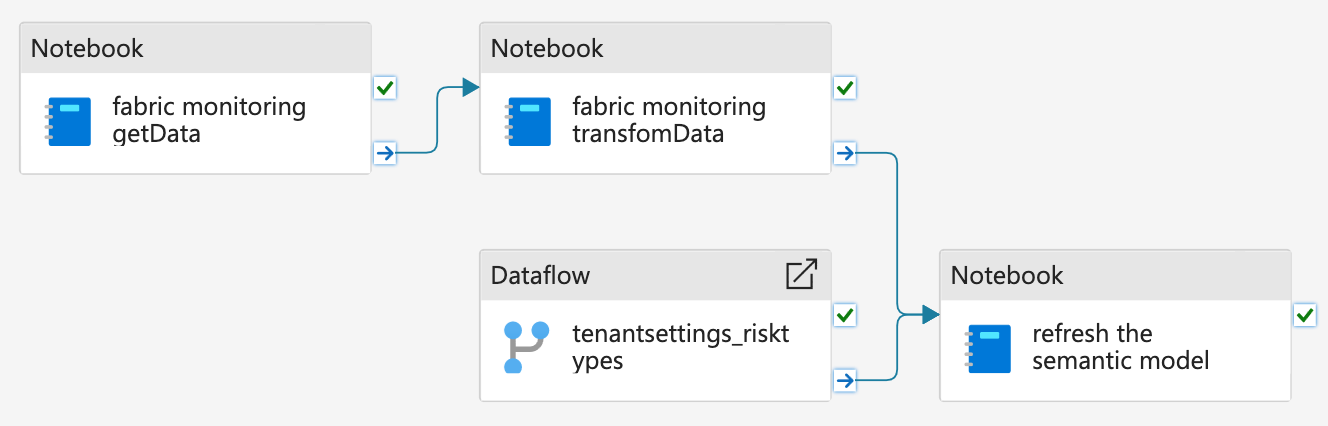 Notebook
fabric monitoring
getData
Notebook
fabric monitoring
transfomData
Dataflow
tenantsettings_riskt
ypes
Notebook
refresh the
semantic model